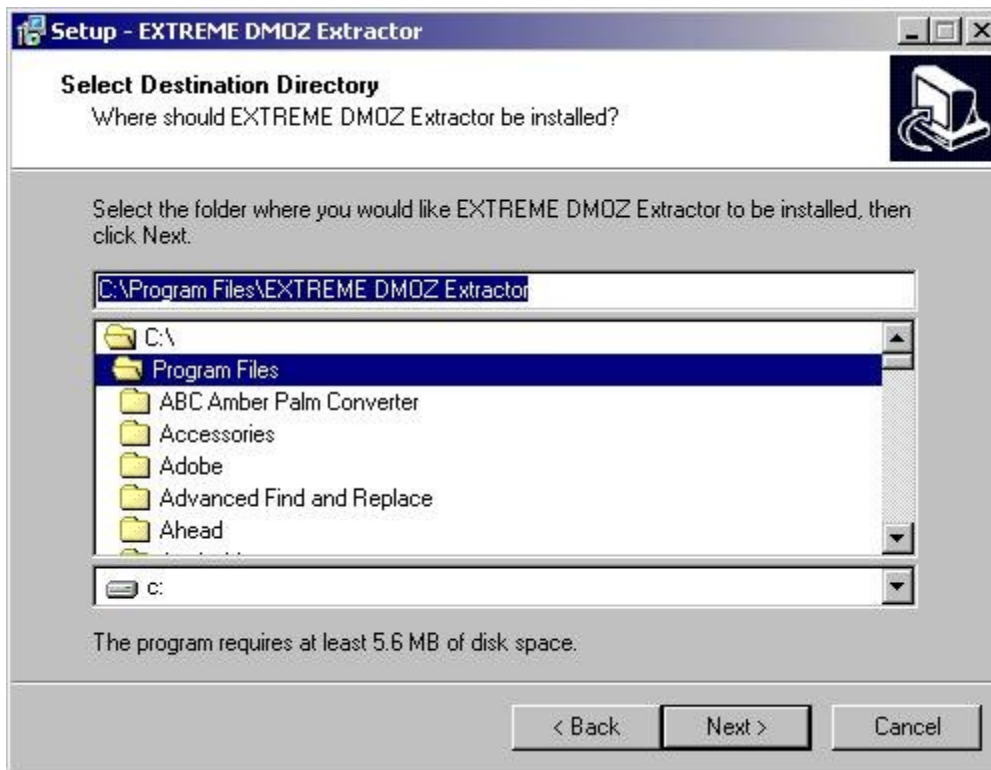 Setup - EXTREME DMOZ Extractor
Select Destination Directory
Where should EXTREME DMOZ Extractor be installed?
Select the folder where you would like EXTREME DMOZ Extractor to be installed, then
click Next.
C:\Program Files\EXTREME DMOZ Extractor
C:\
Program Files
ABC Amber Palm Converter
Accessories
Adobe
Advanced Find and Replace
Ahead
c:
The program requires at least 5.6 MB of disk space.
< Back
Next >
Cancel